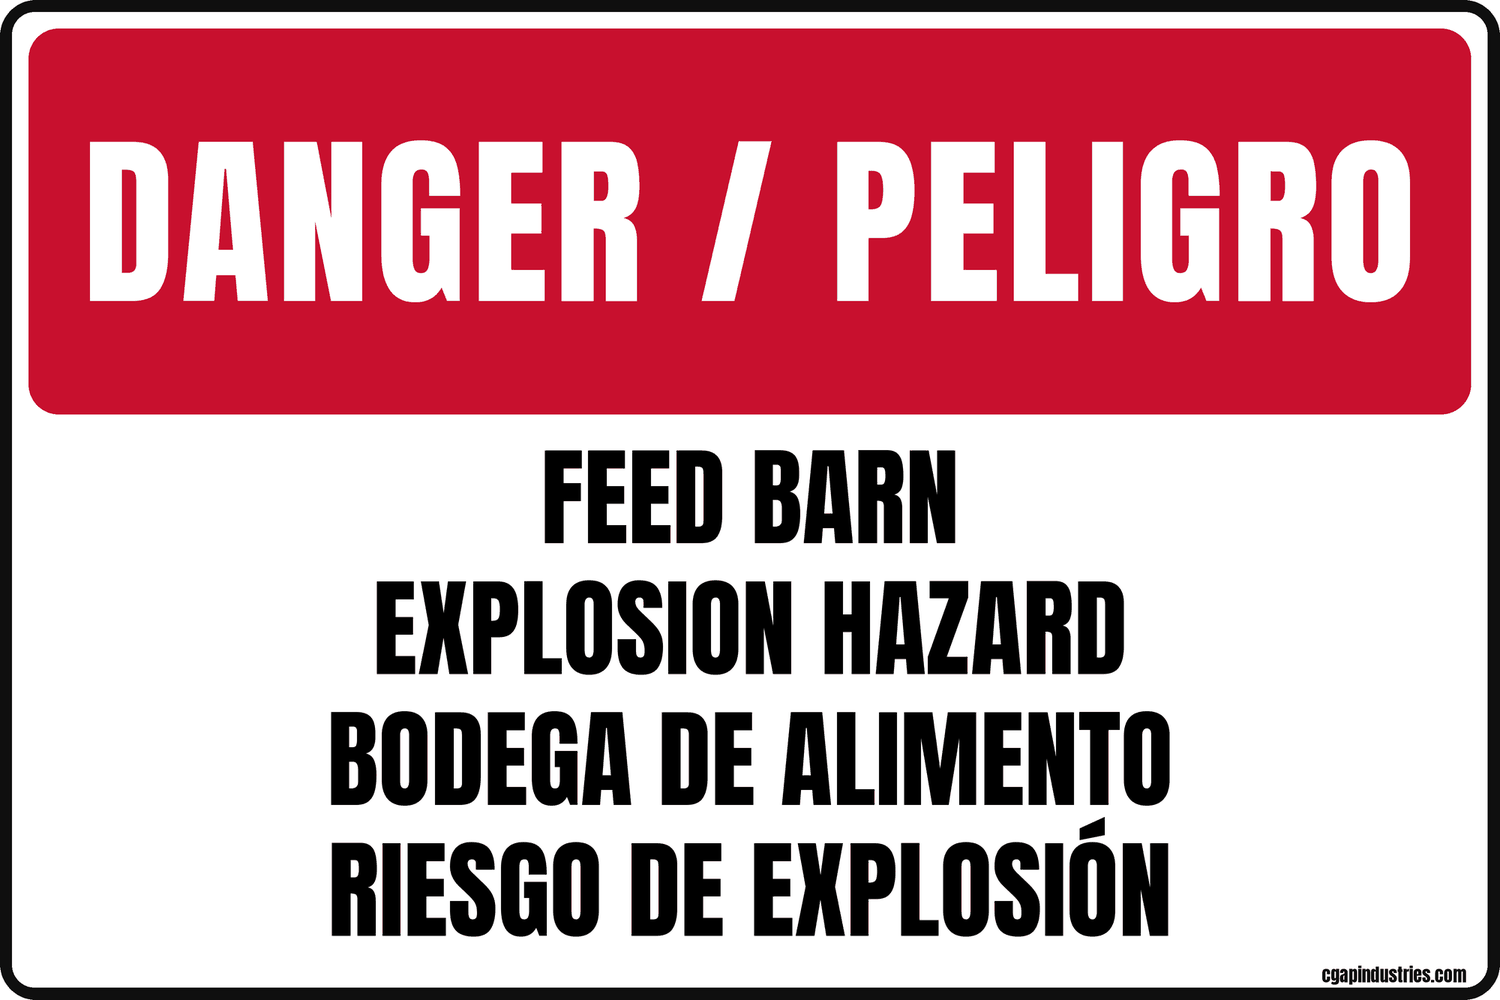 DANGER / PELIGRO
FEED BARN
EXPLOSION HAZARD
BODEGA DE ALIMENTO
RIESGO DE EXPLOSIÓN
cgapindustries.com